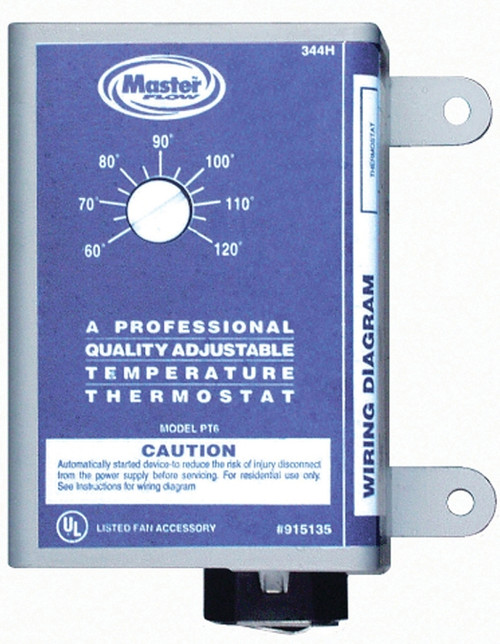 344H
Master
FLOW
90°
80° 100°
70° 110°
60° 120°
A PROFESSIONAL
QUALITY ADJUSTABLE
TEMPERATURE
THERMOSTAT
MODEL PT6
CAUTION
Automatically started device-to reduce the risk of injury disconnect
from the power supply before servicing. For residential use only.
See Instructions for wiring diagram
UL LISTED FAN ACCESSORY #915135
THERMOSTAT
WIRING DIAGRAM